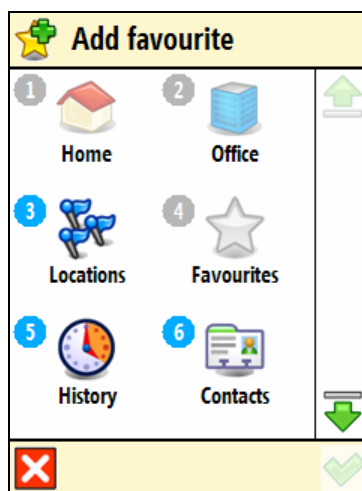 Add favourite
1 2
Home Office
3 4
Locations Favourites
5 6
History Contacts